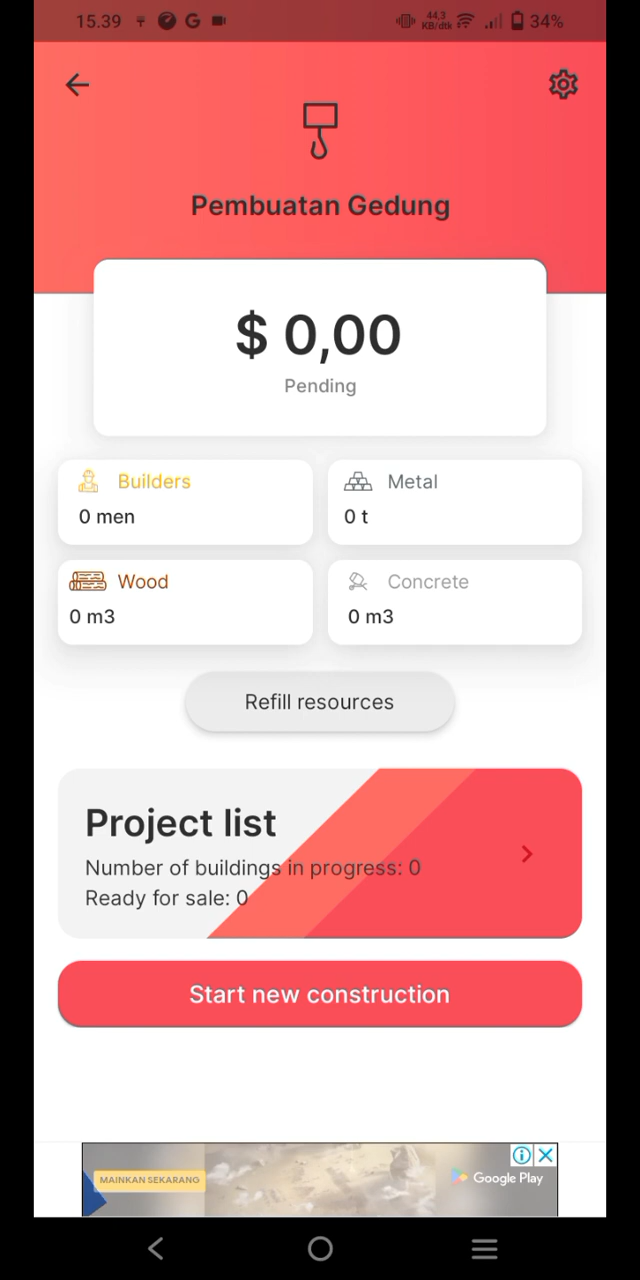 15.39
44,3
KB/dtk
34%
Pembuatan Gedung
$ 0,00
Pending
Builders
0 men
Metal
0 t
Wood
0 m3
Concrete
0 m3
Refill resources
Project list
Number of buildings in progress: 0
Ready for sale: 0
Start new construction
MAINKAN SEKARANG
Google Play